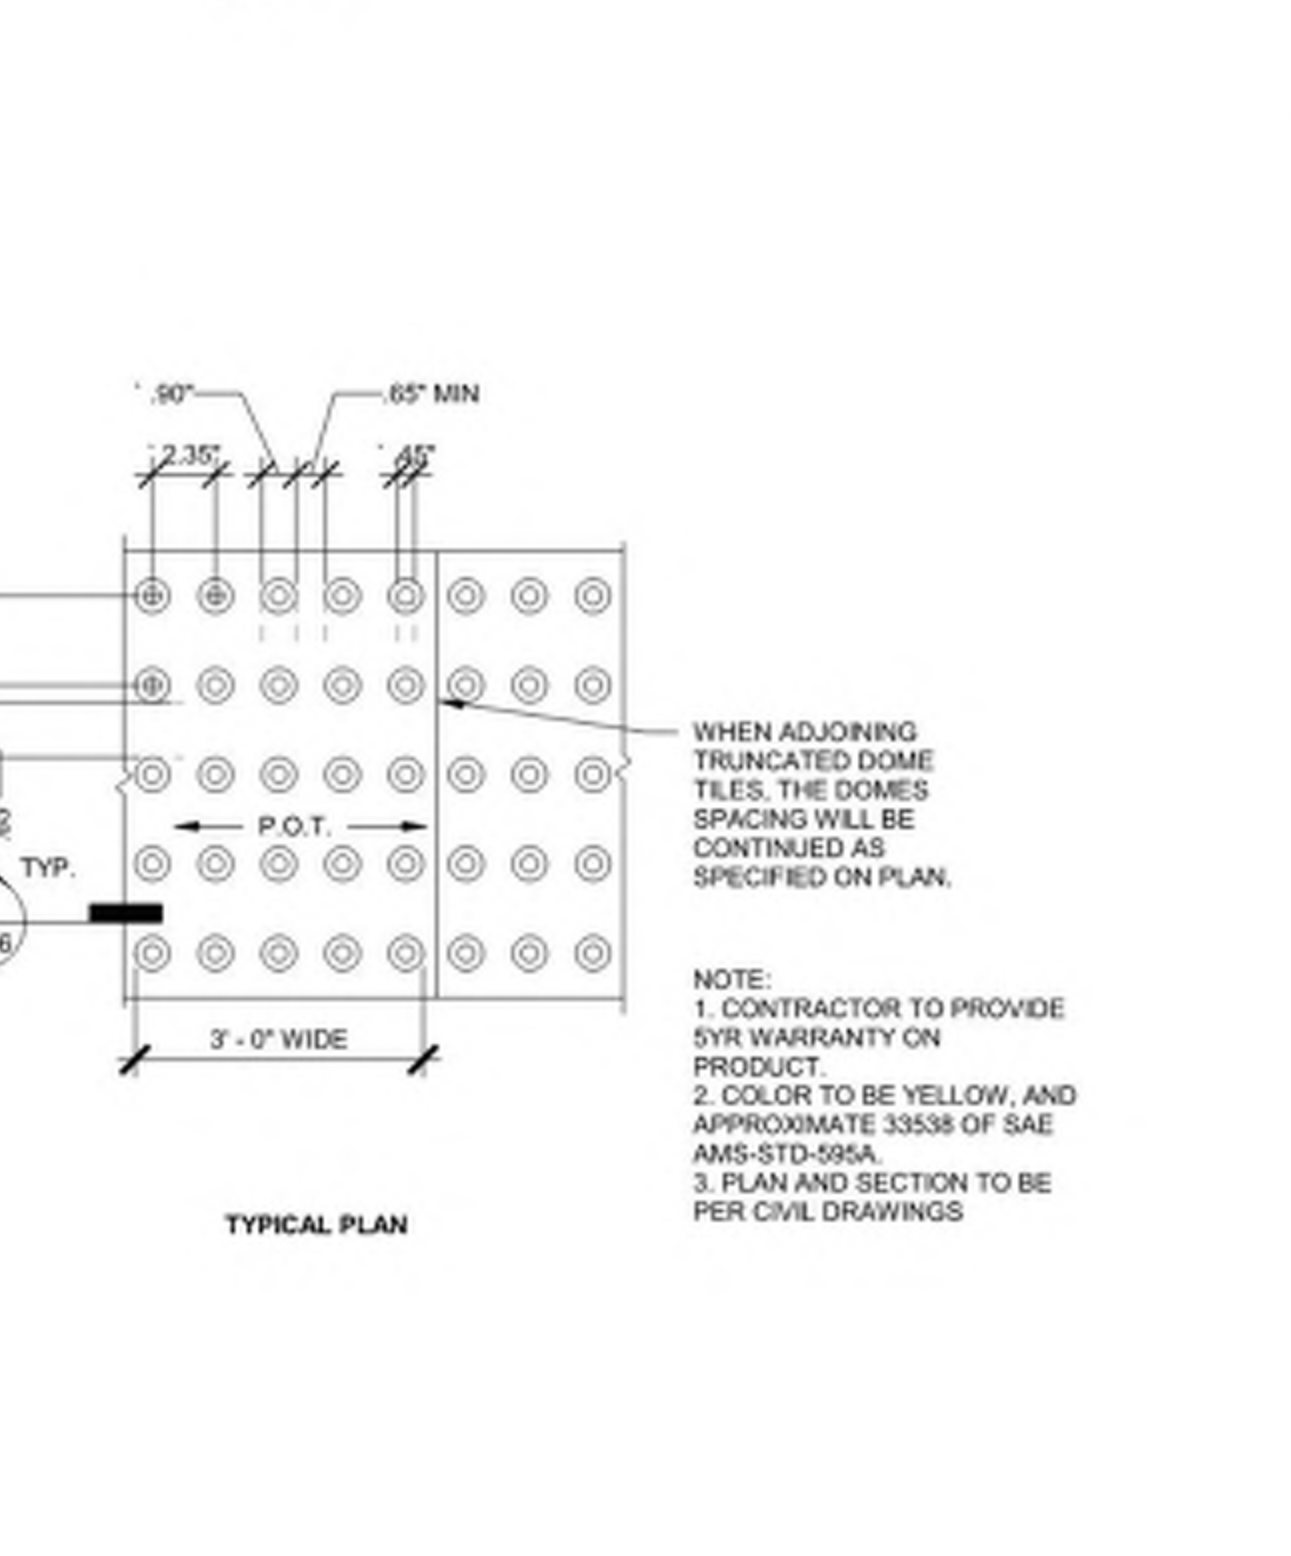 .90"
.65" MIN
2.35"
.45"
WHEN ADJOINING
TRUNCATED DOME
TILES, THE DOMES
SPACING WILL BE
CONTINUED AS
SPECIFIED ON PLAN.
P.O.T.
2
TYP.
6
NOTE:
1. CONTRACTOR TO PROVIDE
5YR WARRANTY ON
PRODUCT.
2. COLOR TO BE YELLOW, AND
APPROXIMATE 33538 OF SAE
AMS-STD-595A.
3. PLAN AND SECTION TO BE
PER CIVIL DRAWINGS
3' - 0" WIDE
TYPICAL PLAN